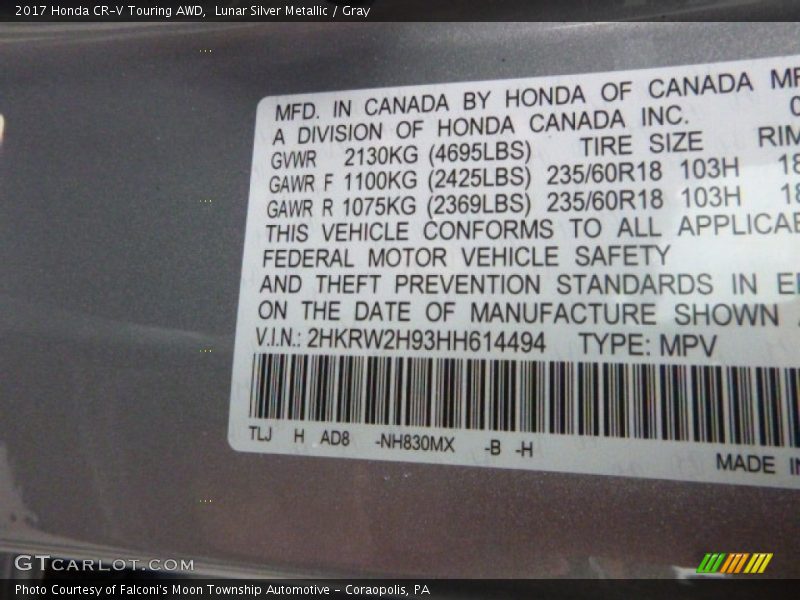 2017 Honda CR-V Touring AWD,  Lunar Silver Metallic / Gray
MFD. IN CANADA BY HONDA OF CANADA
A DIVISION OF HONDA CANADA INC.
GVWR 2130KG (4695LBS) TIRE SIZE RIM
GAWR F 1100KG (2425LBS) 235/60R18 103H 18
GAWR R 1075KG (2369LBS) 235/60R18 103H 18
THIS VEHICLE CONFORMS TO ALL APPLICAB
FEDERAL MOTOR VEHICLE SAFETY
AND THEFT PREVENTION STANDARDS IN
ON THE DATE OF MANUFACTURE SHOWN
V.I.N.: 2HKRW2H93HH614494 TYPE: MPV
TLJ H AD8 -NH830MX -B -H
MADE IN
GTCARLOT.COM
Photo Courtesy of Falconi's Moon Township Automotive - Coraopolis, PA